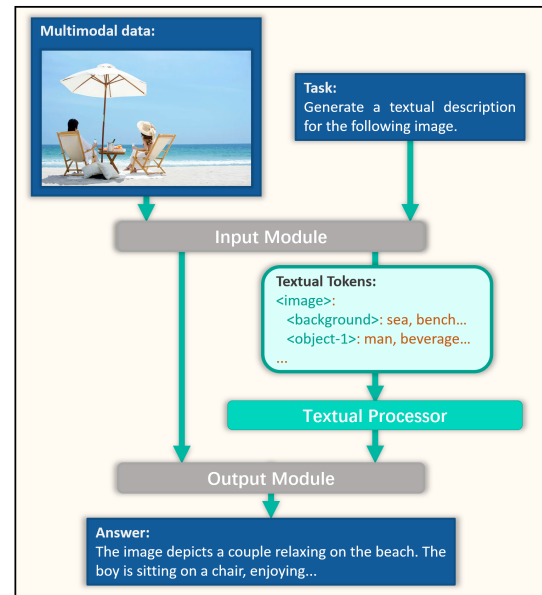 Multimodal data:
Task:
Generate a textual description
for the following image.
Input Module
Textual Tokens:
<image>:
<background>: sea, bench...
<object-1>: man, beverage...
...
Textual Processor
Output Module
Answer:
The image depicts a couple relaxing on the beach. The
boy is sitting on a chair, enjoying...